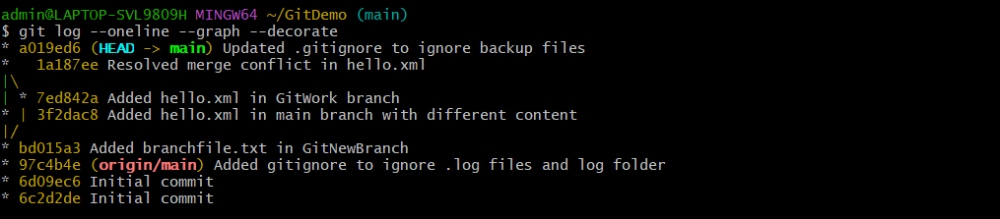 admin@LAPTOP-SVL98O9H MINGW64 ~/GitDemo (main)
$ git log --oneline --graph --decorate
* a019ed6 (HEAD -> main) Updated .gitignore to ignore backup files
*   1a187ee Resolved merge conflict in hello.xml
|\
| * 7ed842a Added hello.xml in GitWork branch
* | 3f2dac8 Added hello.xml in main branch with different content
|/
* bd015a3 Added branchfile.txt in GitNewBranch
* 97c4b4e (origin/main) Added gitignore to ignore .log files and log folder
* 6d09ec6 Initial commit
* 6c2d2de Initial commit